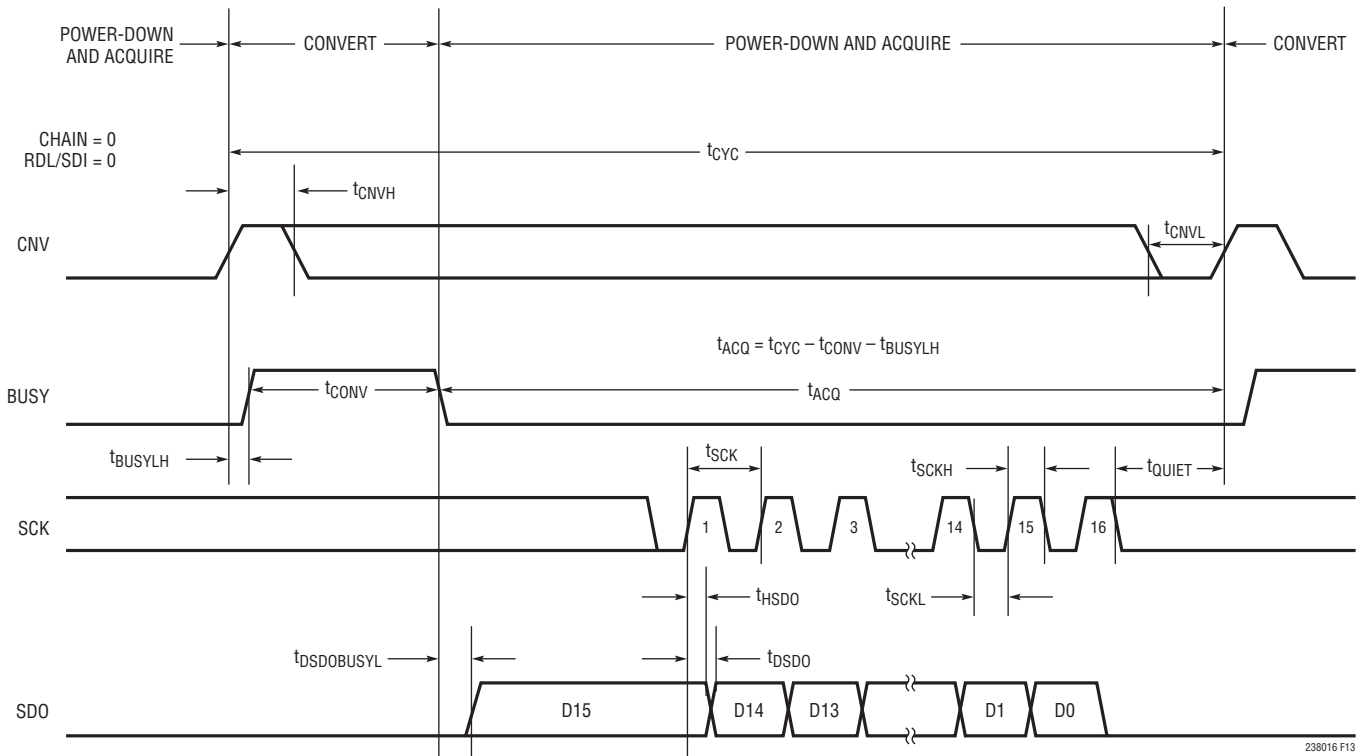 POWER-DOWN
AND ACQUIRE
CONVERT
POWER-DOWN AND ACQUIRE
CONVERT
CHAIN = 0
RDL/SDI = 0
tCYC
tCNVH
CNV
tCNVL
tACQ = tCYC – tCONV – tBUSYLH
BUSY
tCONV
tACQ
tBUSYLH
tSCK
tSCKH
tQUIET
SCK
1
2
3
14
15
16
tHSDO
tSCKL
tDSDOBUSYL
tDSDO
SDO
D15
D14
D13
D1
D0
238016 F13